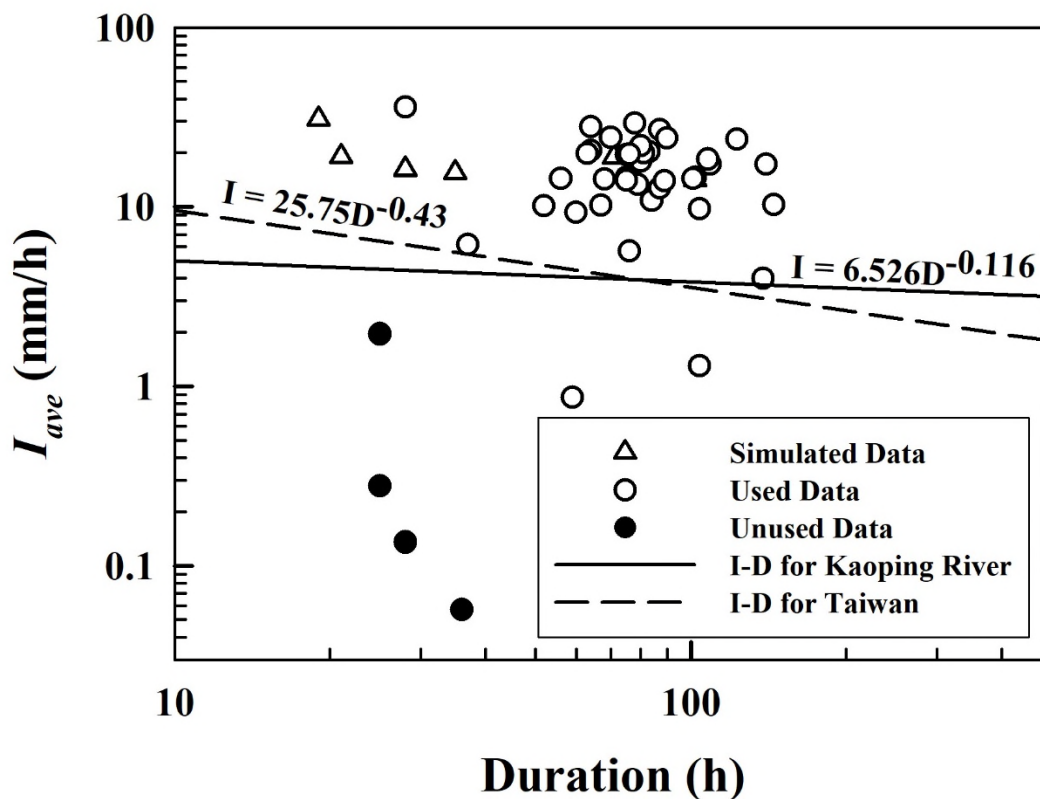 100
10
1
0.1
I_ave (mm/h)
I = 25.75D^-0.43
I = 6.526D^-0.116
Simulated Data
Used Data
Unused Data
I-D for Kaoping River
I-D for Taiwan
10
100
Duration (h)